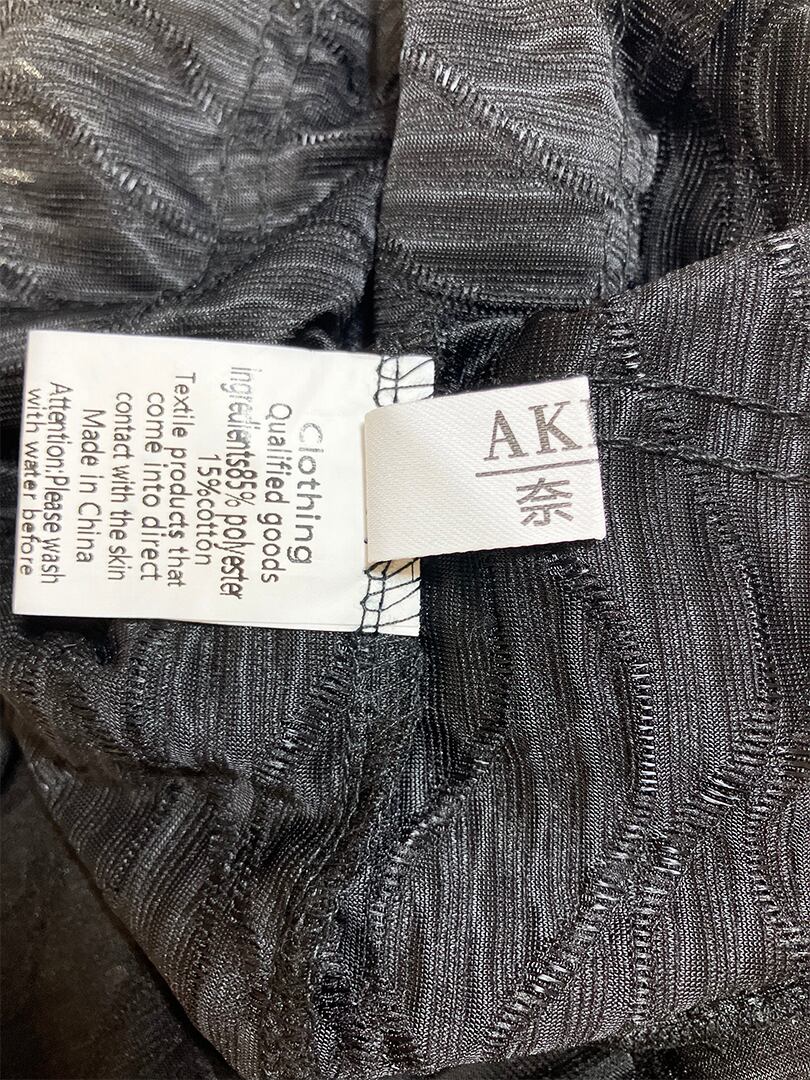 Clothing
Qualified goods
ingredients85% polyester
15%cotton
Textile products that
come into direct
contact with the skin
Made in China
Attention:Please wash
with water before
AK
奈